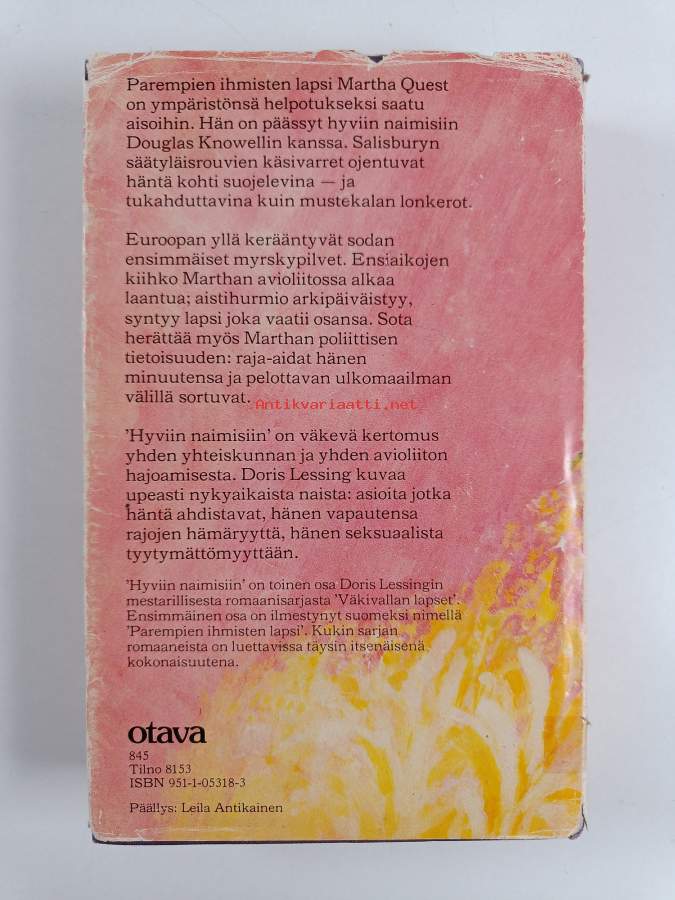 Parempien ihmisten lapsi Martha Quest
on ympäristönsä helpotukseksi saatu
aisoihin. Hän on päässyt hyviin naimisiin
Douglas Knowellin kanssa. Salisburyn
säätyläisrouvien käsivarret ojentuvat
häntä kohti suojelevina — ja
tukahduttavina kuin mustekalan lonkerot.
Euroopan yllä kerääntyvät sodan
ensimmäiset myrskypilvet. Ensiaikojen
kiihko Marthan avioliitossa alkaa
laantua; aistihurmio arkipäiväistyy,
syntyy lapsi joka vaatii osansa. Sota
herättää myös Marthan poliittisen
tietoisuuden: raja-aidat hänen
minuutensa ja pelottavan ulkomaailman
välillä sortuvat.
Antikvariaatti.net
'Hyviin naimisiin' on väkevä kertomus
yhden yhteiskunnan ja yhden avioliiton
hajoamisesta. Doris Lessing kuvaa
upeasti nykyaikaista naista: asioita jotka
häntä ahdistavat, hänen vapautensa
rajojen hämäryyttä, hänen seksuaalista
tyytymättömyyttään.
'Hyviin naimisiin' on toinen osa Doris Lessingin
mestarillisesta romaanisarjasta 'Väkivallan lapset'.
Ensimmäinen osa on ilmestynyt suomeksi nimellä
'Parempien ihmisten lapsi'. Kukin sarjan
romaaneista on luettavissa täysin itsenäisenä
kokonaisuutena.
otava
845
Tilno 8153
ISBN 951-1-05318-3
Päällys: Leila Antikainen